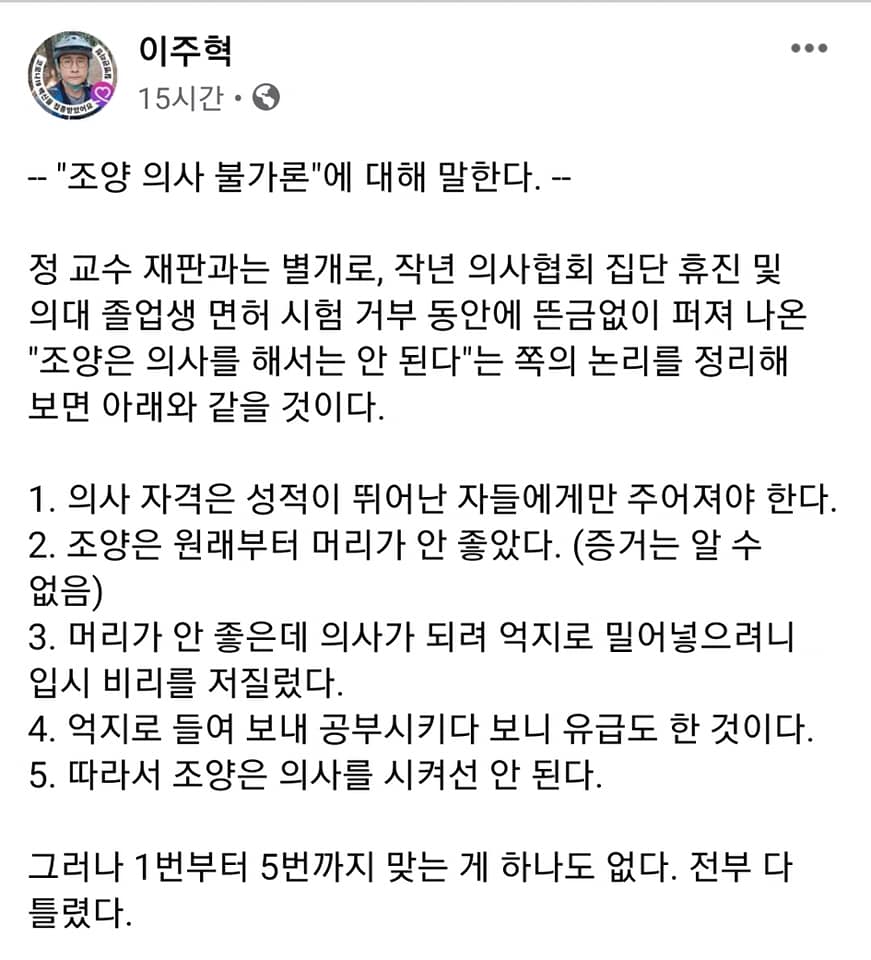 이주혁
15시간
-- "조양 의사 불가론"에 대해 말한다. --
정 교수 재판과는 별개로, 작년 의사협회 집단 휴진 및
의대 졸업생 면허 시험 거부 동안에 뜬금없이 퍼져 나온
"조양은 의사를 해서는 안 된다"는 쪽의 논리를 정리해
보면 아래와 같을 것이다.
1. 의사 자격은 성적이 뛰어난 자들에게만 주어져야 한다.
2. 조양은 원래부터 머리가 안 좋았다. (증거는 알 수
없음)
3. 머리가 안 좋은데 의사가 되려 억지로 밀어넣으려니
입시 비리를 저질렀다.
4. 억지로 들여 보내 공부시키다 보니 유급도 한 것이다.
5. 따라서 조양은 의사를 시켜선 안 된다.
그러나 1번부터 5번까지 맞는 게 하나도 없다. 전부 다
틀렸다.